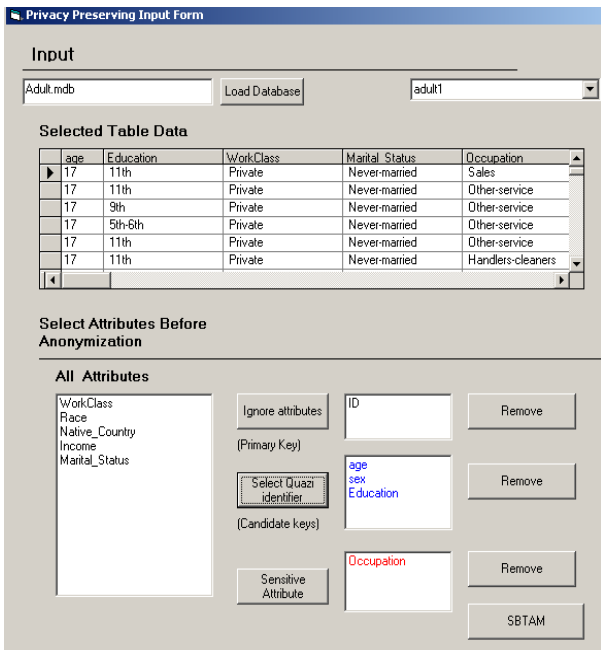 Privacy Preserving Input Form
Input
Adult.mdb
Load Database
adult1
Selected Table Data
age Education WorkClass Marital Status Occupation
17 11th Private Never-married Sales
17 11th Private Never-married Other-service
17 9th Private Never-married Other-service
17 5th-6th Private Never-married Other-service
17 11th Private Never-married Other-service
17 11th Private Never-married Handlers-cleaners
Select Attributes Before
Anonymization
All Attributes
WorkClass
Race
Native_Country
Income
Marital_Status
Ignore attributes
(Primary Key)
ID
Remove
Select Quazi
identifier
(Candidate keys)
age
sex
Education
Remove
Sensitive
Attribute
Occupation
Remove
SBTAM